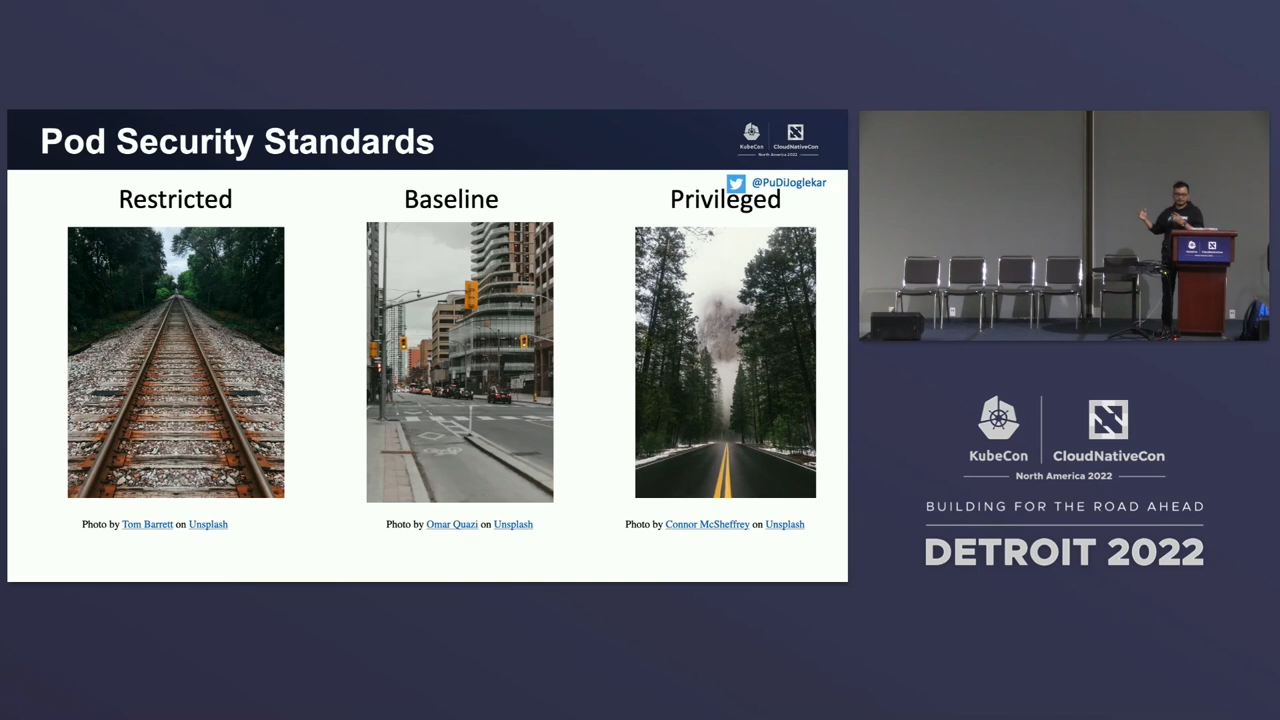 Pod Security Standards
KubeCon
CloudNativeCon
North America 2022
@PuDiJoglekar
Restricted
Baseline
Privileged
Photo by Tom Barrett on Unsplash
Photo by Omar Quazi on Unsplash
Photo by Connor McSheffrey on Unsplash
KubeCon
CloudNativeCon
North America 2022
BUILDING FOR THE ROAD AHEAD
DETROIT 2022